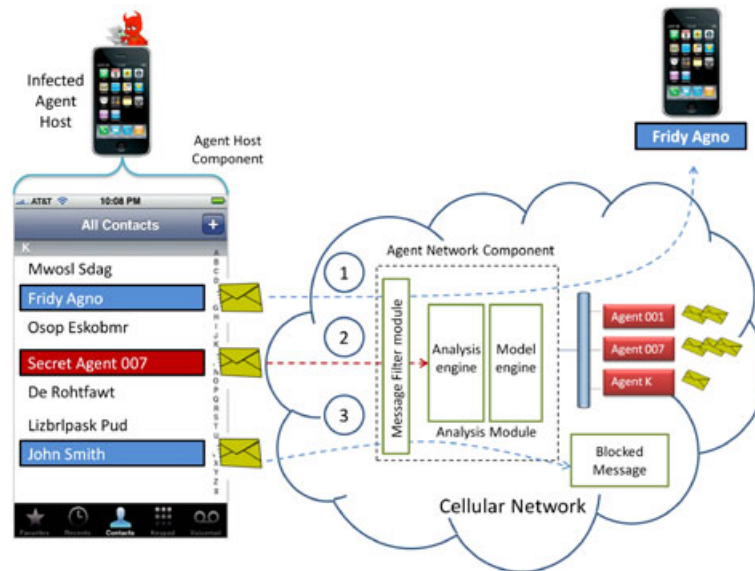 Infected
Agent
Host
Agent Host
Component
Fridy Agno
AT&T
10:08 PM
All Contacts
+
K
Mwosl Sdag
Fridy Agno
Osop Eskobmr
Secret Agent 007
De Rohtfawt
Lizbrlpask Pud
John Smith
Favorites
Recents
Contacts
Keypad
Voicemail
1
2
3
Agent Network Component
Message Filter module
Analysis
engine
Model
engine
Analysis Module
Agent 001
Agent 007
Agent K
Blocked
Message
Cellular Network